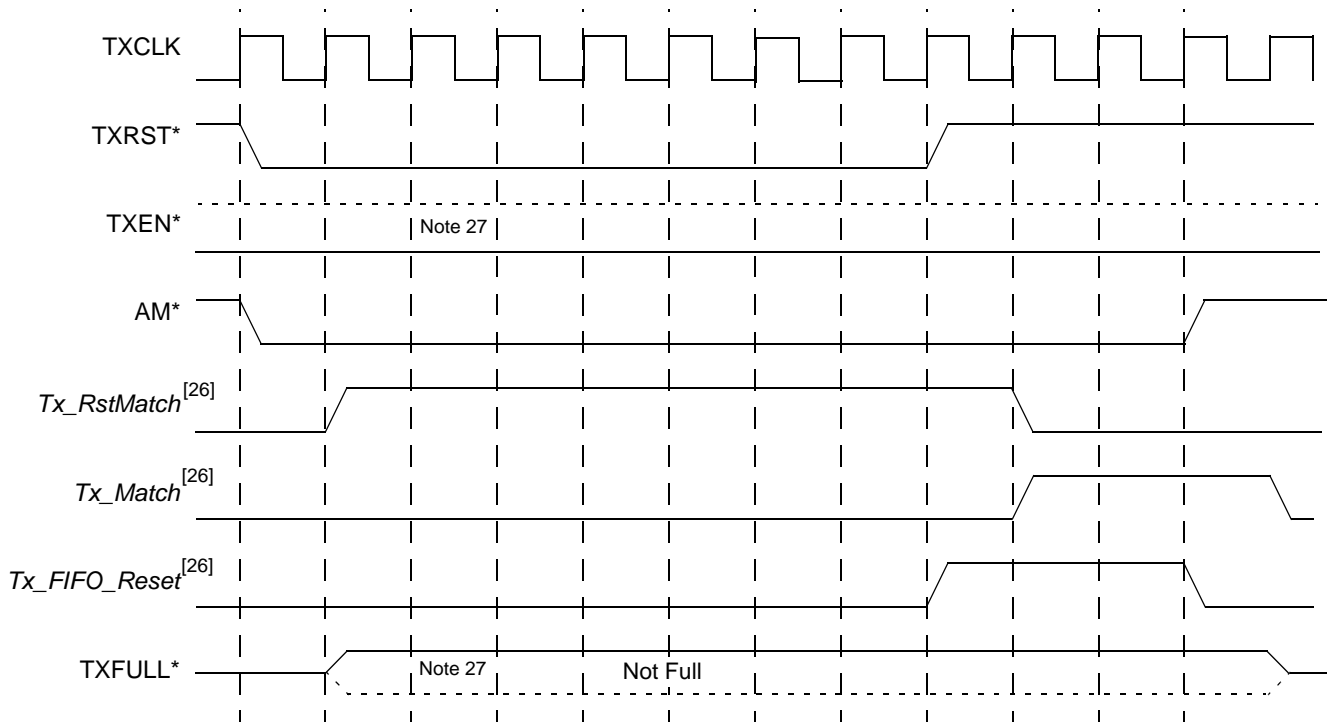 TXCLK
TXRST*
TXEN*
Note 27
AM*
Tx_RstMatch[26]
Tx_Match[26]
Tx_FIFO_Reset[26]
TXFULL*
Note 27
Not Full